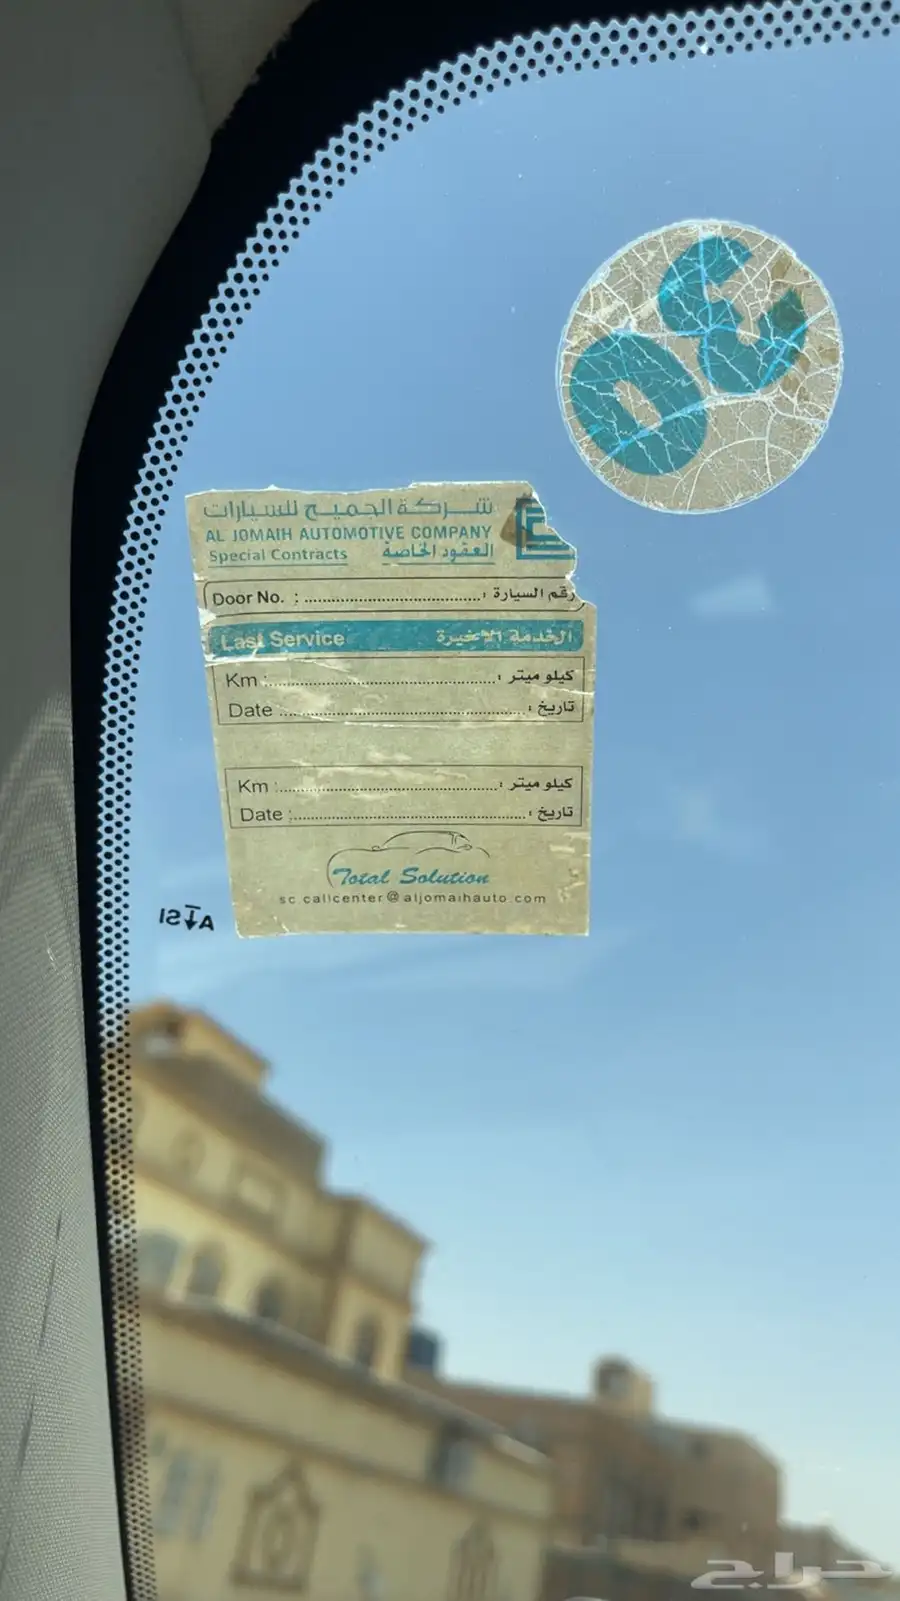 شركة الجميح للسيارات
AL JOMAIH AUTOMOTIVE COMPANY
Special Contracts العقود الخاصة
Door No. : رقم السيارة :
Last Service الخدمة الأخيرة
Km : كيلو ميتر :
Date تاريخ :
Km : كيلو ميتر :
Date : تاريخ :
Total Solution
sc.callcenter@aljomaihauto.com
AS1
حراج